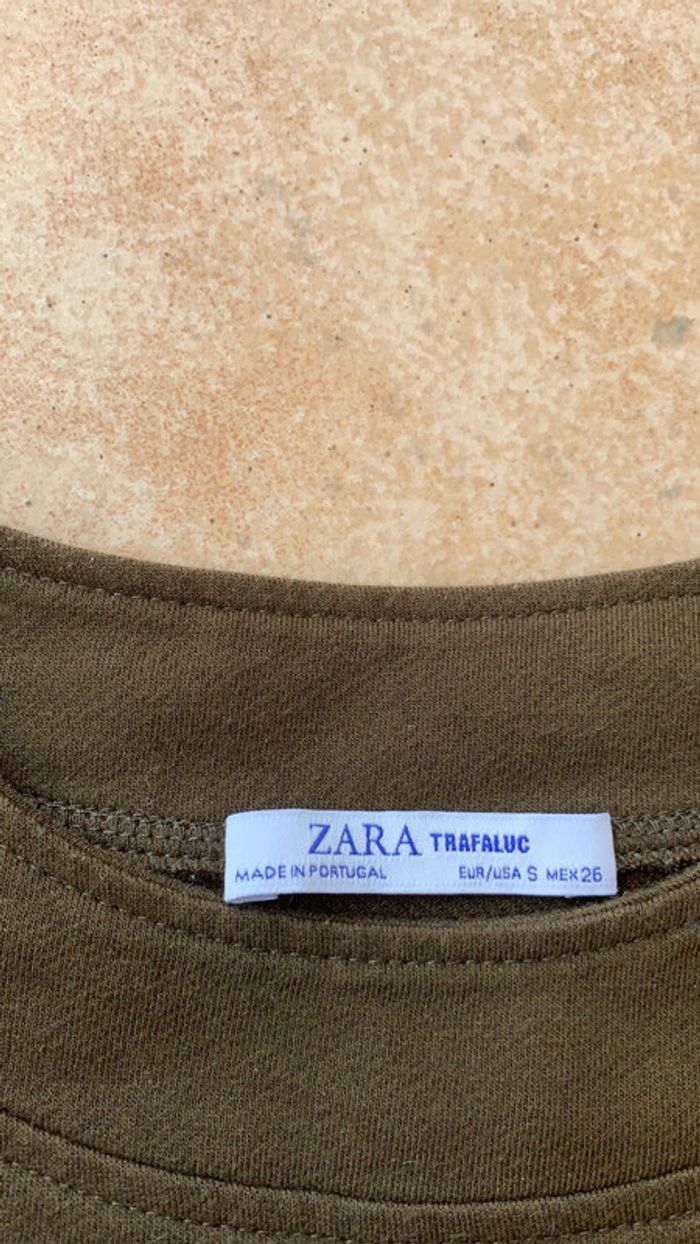 ZARA TRAFALUC
MADE IN PORTUGAL EUR/USA S MEX 26